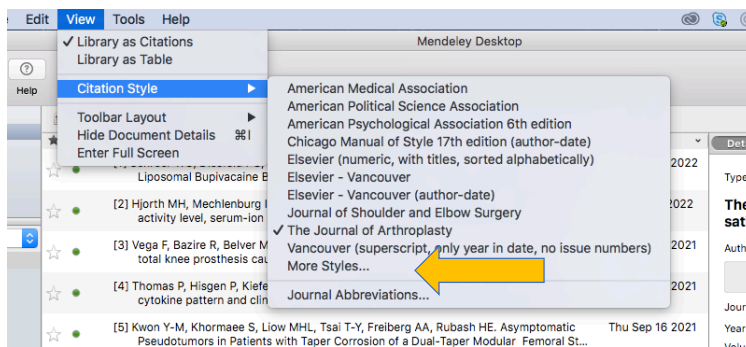 Edit View Tools Help
✓ Library as Citations
Library as Table
Mendeley Desktop
Help
Citation Style
Toolbar Layout
Hide Document Details ⌘I
Enter Full Screen
American Medical Association
American Political Science Association
American Psychological Association 6th edition
Chicago Manual of Style 17th edition (author-date)
Elsevier (numeric, with titles, sorted alphabetically)
Elsevier - Vancouver
Elsevier - Vancouver (author-date)
Journal of Shoulder and Elbow Surgery
✓ The Journal of Arthroplasty
Vancouver (superscript, only year in date, no issue numbers)
More Styles...
Journal Abbreviations...
Liposomal Bupivacaine B
2022
[2] Hjorth MH, Mechlenburg I
activity level, serum-ion
2022
[3] Vega F, Bazire R, Belver M
total knee prosthesis cau
2021
[4] Thomas P, Hisgen P, Kiefe
cytokine pattern and clin
2021
[5] Kwon Y-M, Khormaee S, Liow MHL, Tsai T-Y, Freiberg AA, Rubash HE. Asymptomatic
Pseudotumors in Patients with Taper Corrosion of a Dual-Taper Modular Femoral St...
Thu Sep 16 2021
Det
Type
The
sat
Auth
Jour
Year